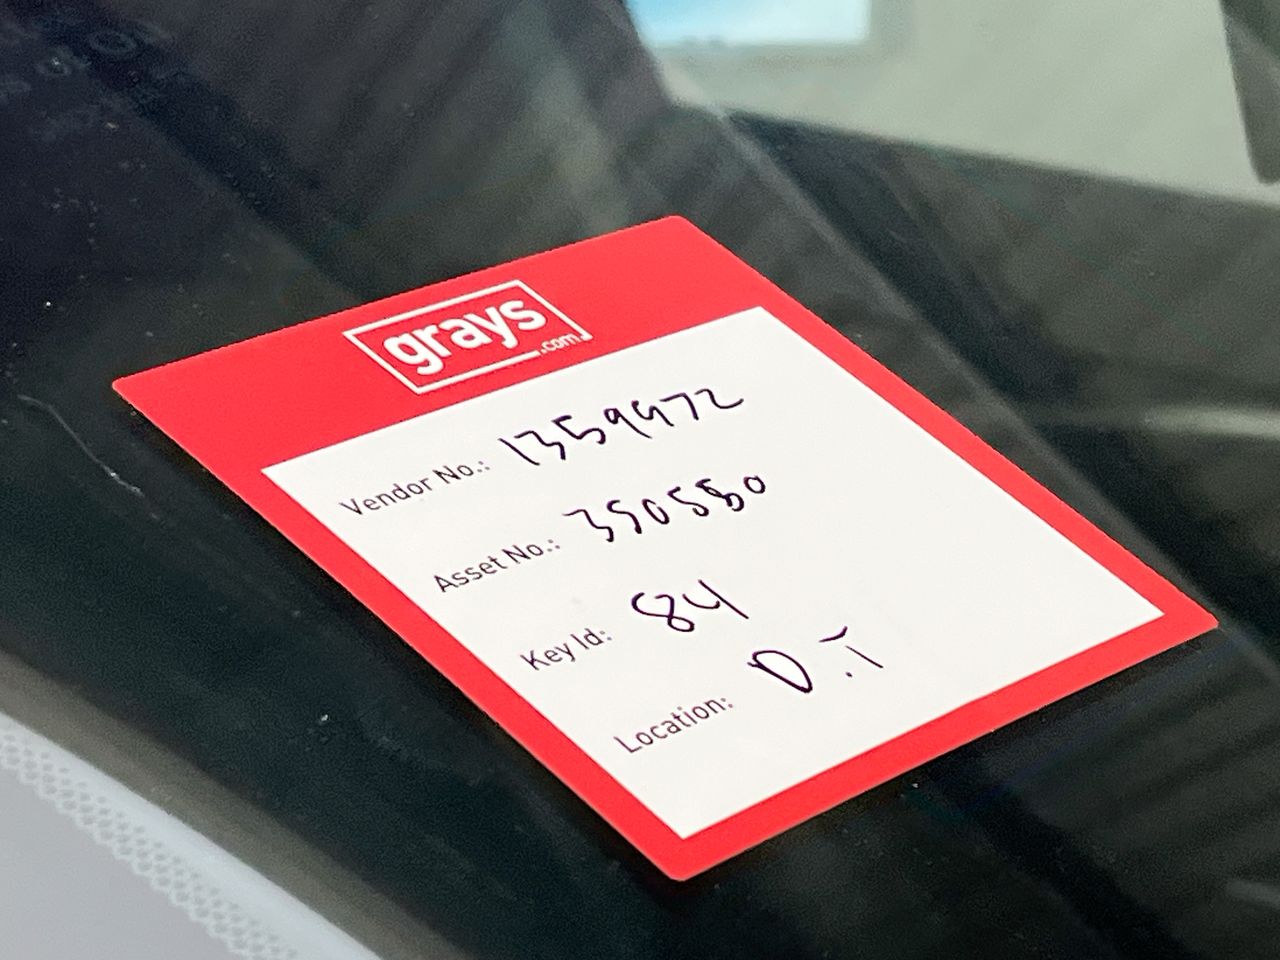 grays
.com
Vendor No.: 1359972
Asset No.: 350580
Key Id: 84
Location: D.T